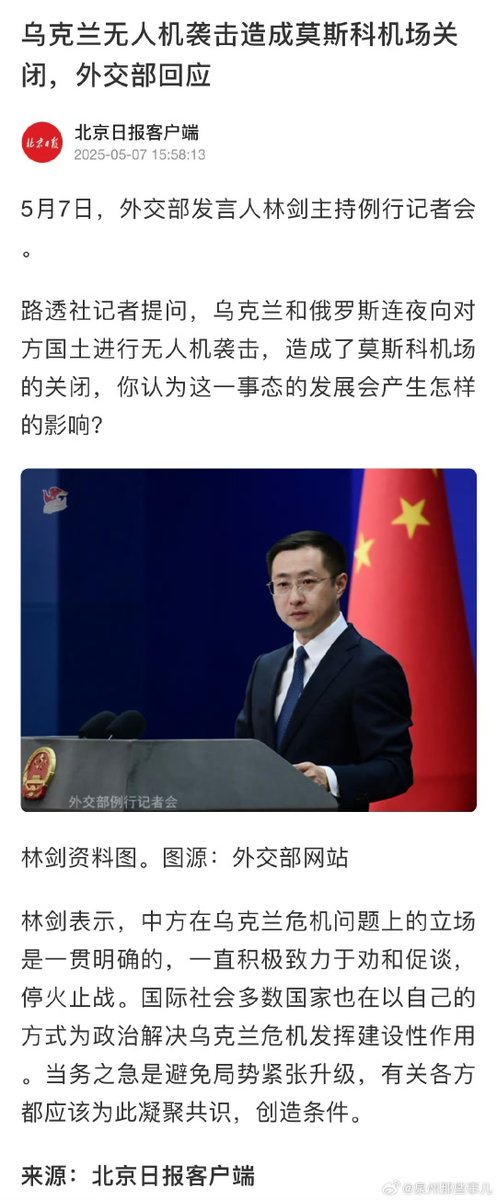 乌克兰无人机袭击造成莫斯科机场关
闭，外交部回应
北京日报
北京日报客户端
2025-05-07 15:58:13
5月7日，外交部发言人林剑主持例行记者会
。
路透社记者提问，乌克兰和俄罗斯连夜向对
方国土进行无人机袭击，造成了莫斯科机场
的关闭，你认为这一事态的发展会产生怎样
的影响？
外交部例行记者会
林剑资料图。图源：外交部网站
林剑表示，中方在乌克兰危机问题上的立场
是一贯明确的，一直积极致力于劝和促谈，
停火止战。国际社会多数国家也在以自己的
方式为政治解决乌克兰危机发挥建设性作用
。当务之急是避免局势紧张升级，有关各方
都应该为此凝聚共识，创造条件。
来源：北京日报客户端
@泉州那些事儿